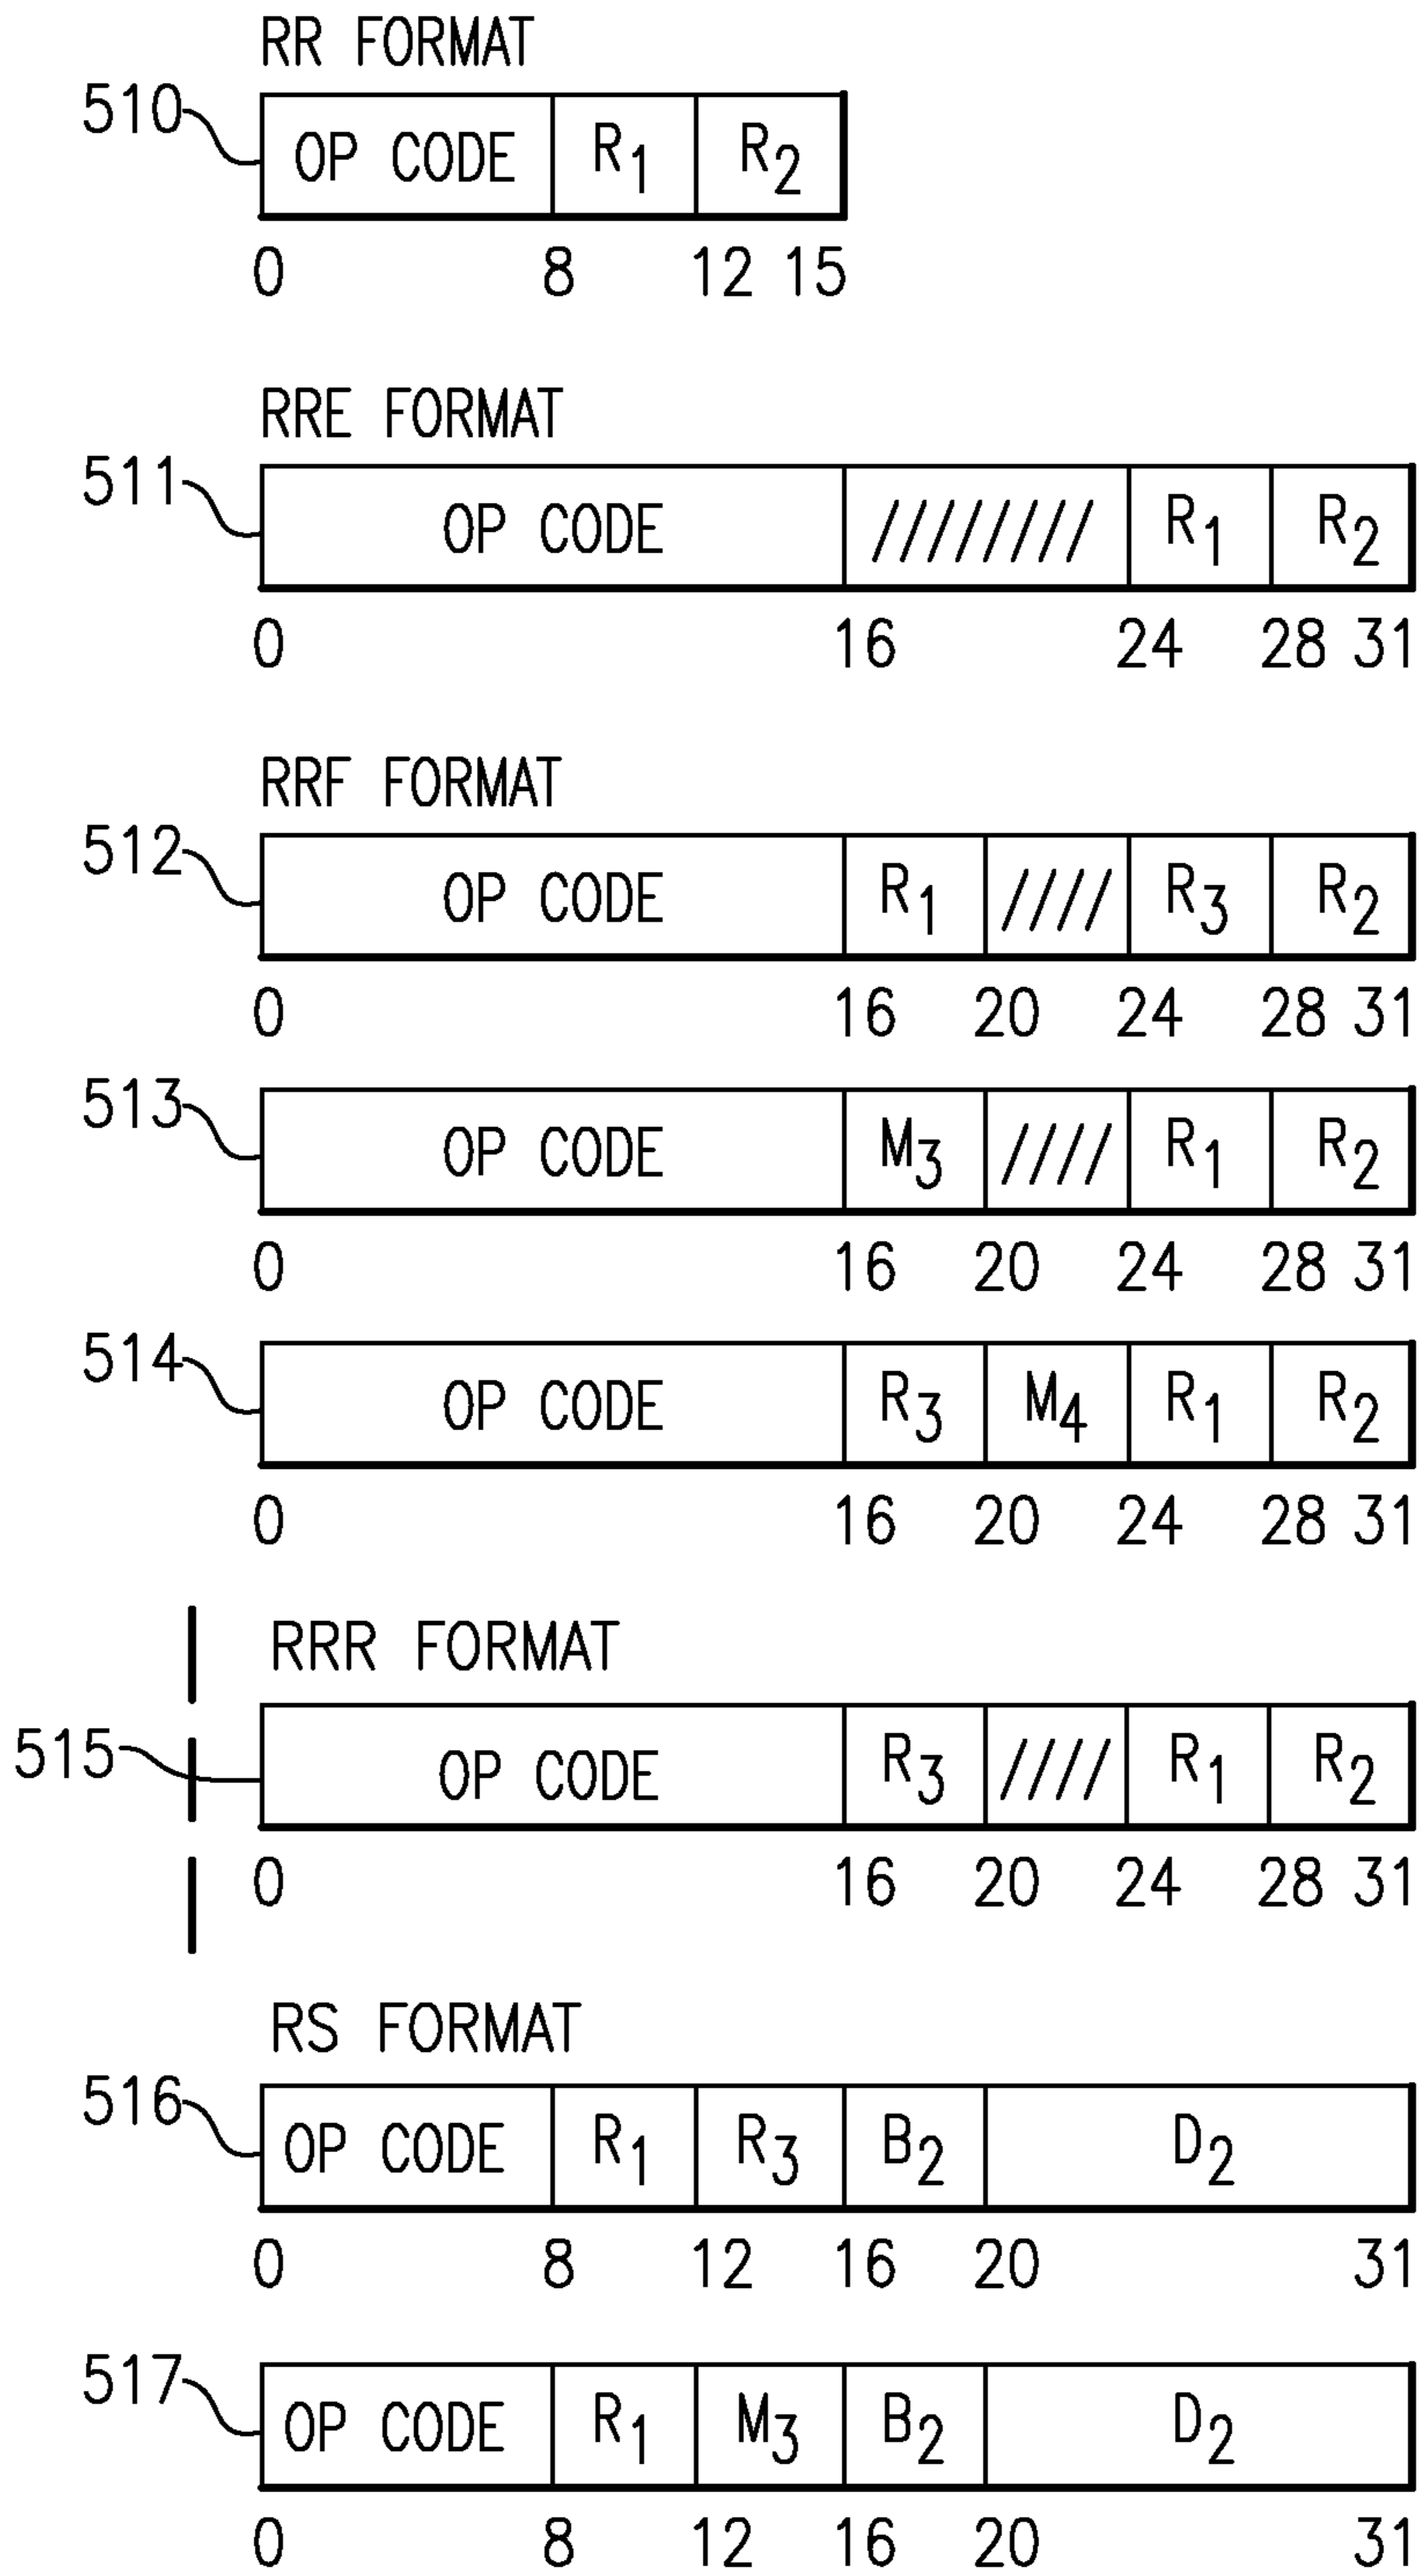 RR FORMAT
510 OP CODE R1 R2
0 8 12 15
RRE FORMAT
511 OP CODE //////// R1 R2
0 16 24 28 31
RRF FORMAT
512 OP CODE R1 //// R3 R2
0 16 20 24 28 31
513 OP CODE M3 //// R1 R2
0 16 20 24 28 31
514 OP CODE R3 M4 R1 R2
0 16 20 24 28 31
RRR FORMAT
515 OP CODE R3 //// R1 R2
0 16 20 24 28 31
RS FORMAT
516 OP CODE R1 R3 B2 D2
0 8 12 16 20 31
517 OP CODE R1 M3 B2 D2
0 8 12 16 20 31